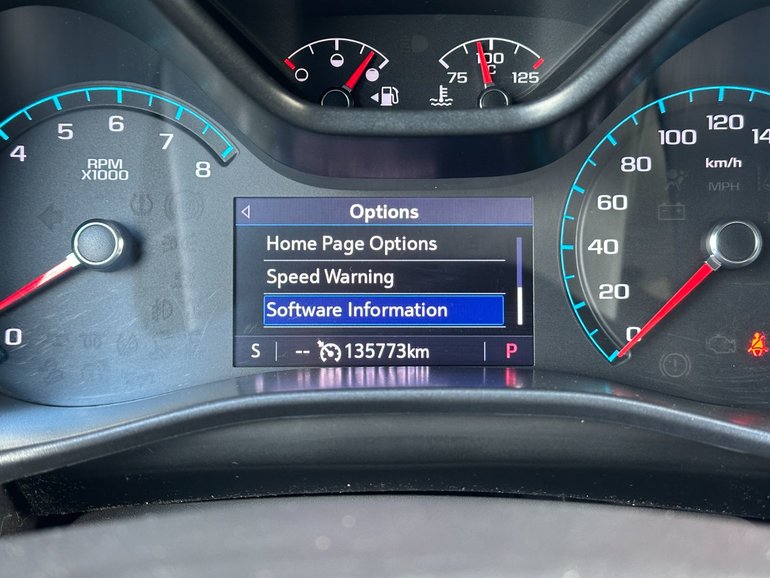 100
75
C
125
4
5
6
7
8
RPM
X1000
0
Options
Home Page Options
Speed Warning
Software Information
S -- 135773km P
0
20
40
60
80
100
120
km/h
MPH